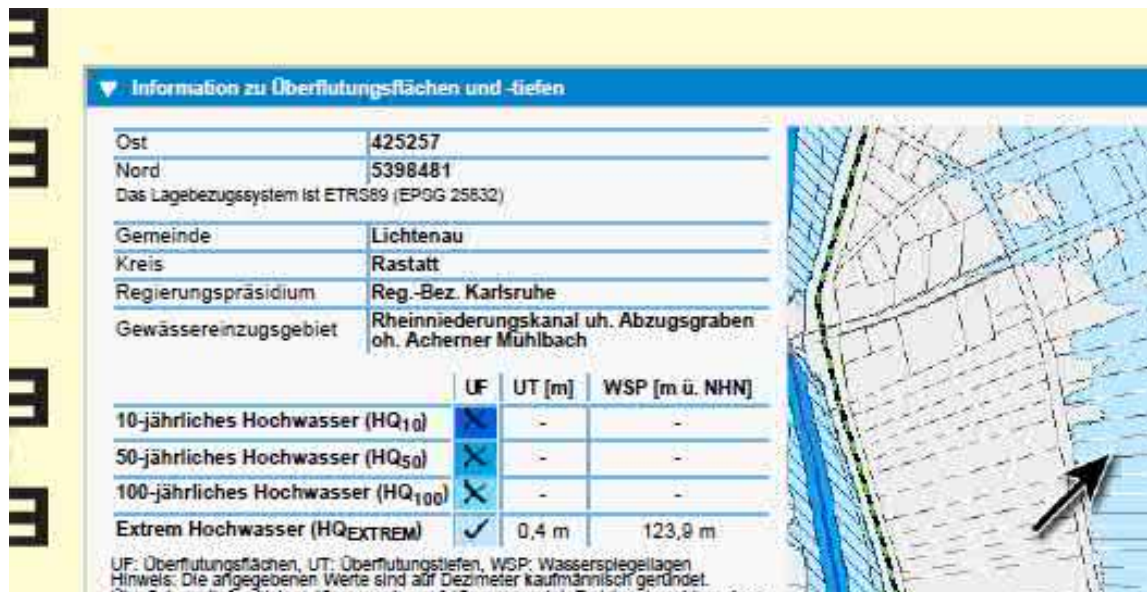 Information zu Überflutungsflächen und -tiefen
Ost 425257
Nord 5398481
Das Lagebezugssystem ist ETRS89 (EPSG 25832)
Gemeinde Lichtenau
Kreis Rastatt
Regierungspräsidium Reg.-Bez. Karlsruhe
Gewässereinzugsgebiet Rheinniederungskanal uh. Abzugsgraben
oh. Acherner Mühlbach
UF UT [m] WSP [m ü. NHN]
10-jährliches Hochwasser (HQ10) - -
50-jährliches Hochwasser (HQ50) - -
100-jährliches Hochwasser (HQ100) - -
Extrem Hochwasser (HQEXTREM) ✓ 0,4 m 123,9 m
UF: Überflutungsflächen, UT: Überflutungstiefen, WSP: Wasserspiegellagen
Hinweis: Die angegebenen Werte sind auf Dezimeter kaufmännisch gerundet.